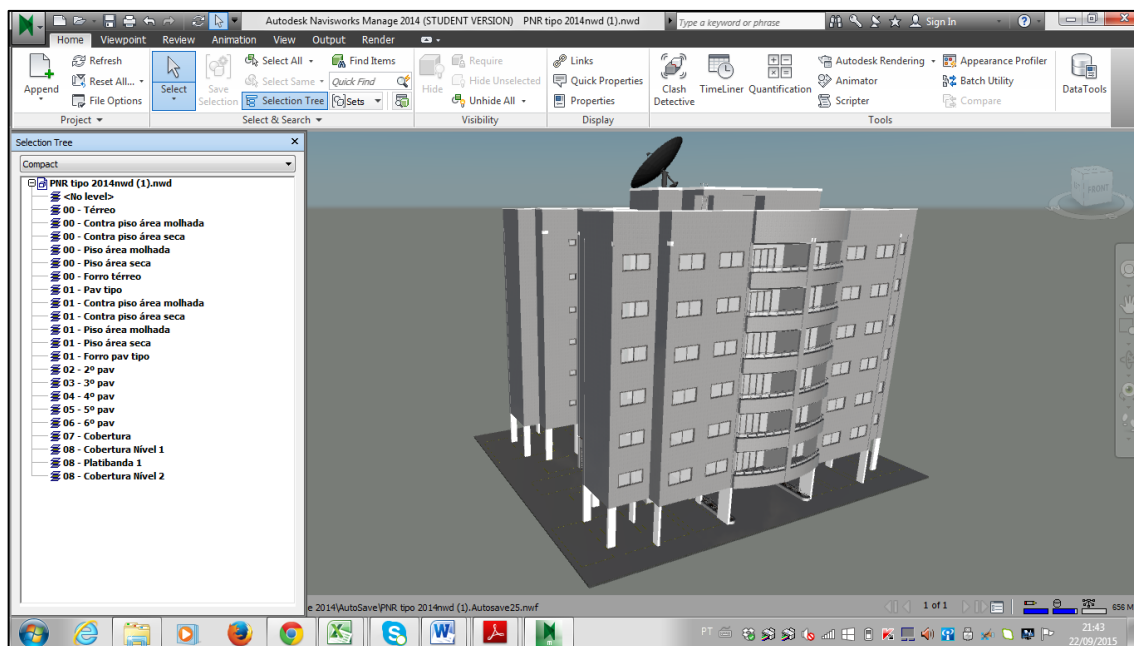 Autodesk Navisworks Manage 2014 (STUDENT VERSION) PNR tipo 2014nwd (1).nwd
Type a keyword or phrase
Sign In
Home Viewpoint Review Animation View Output Render
Append
Refresh
Reset All...
File Options
Project
Select
Save Selection
Select All
Select Same
Selection Tree
Find Items
Quick Find
Sets
Select & Search
Hide
Require
Hide Unselected
Unhide All
Visibility
Links
Quick Properties
Properties
Display
Clash Detective
TimeLiner
Quantification
Autodesk Rendering
Animator
Scripter
Appearance Profiler
Batch Utility
Compare
Tools
DataTools
Selection Tree
Compact
PNR tipo 2014nwd (1).nwd
<No level>
00 - Térreo
00 - Contra piso área molhada
00 - Contra piso área seca
00 - Piso área molhada
00 - Piso área seca
00 - Forro térreo
01 - Pav tipo
01 - Contra piso área molhada
01 - Contra piso área seca
01 - Piso área molhada
01 - Piso área seca
01 - Forro pav tipo
02 - 2º pav
03 - 3º pav
04 - 4º pav
05 - 5º pav
06 - 6º pav
07 - Cobertura
08 - Cobertura Nível 1
08 - Platibanda 1
08 - Cobertura Nível 2
FRONT
e 2014\AutoSave\PNR tipo 2014nwd (1).Autosave25.nwf
1 of 1
656 M
PT
21:43
22/09/2015